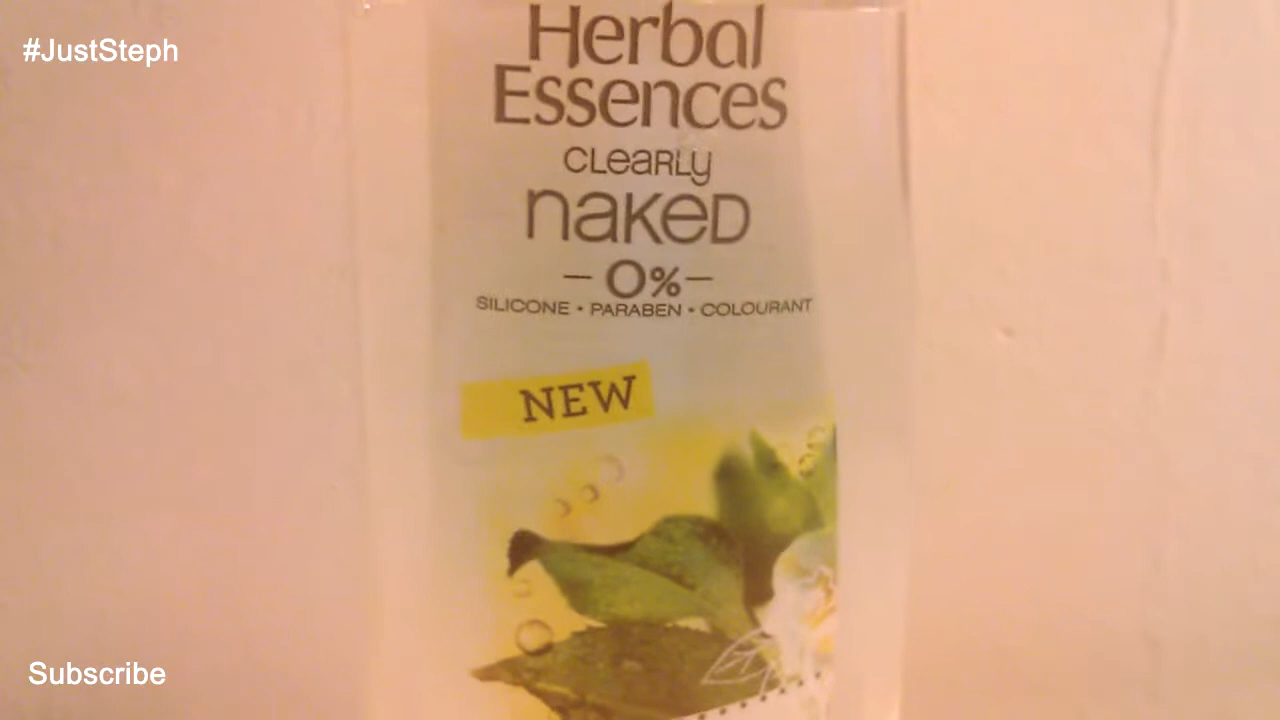 #JustSteph
Herbal
Essences
CLeaRLy
naKeD
– 0% –
SILICONE • PARABEN • COLOURANT
NEW
Subscribe